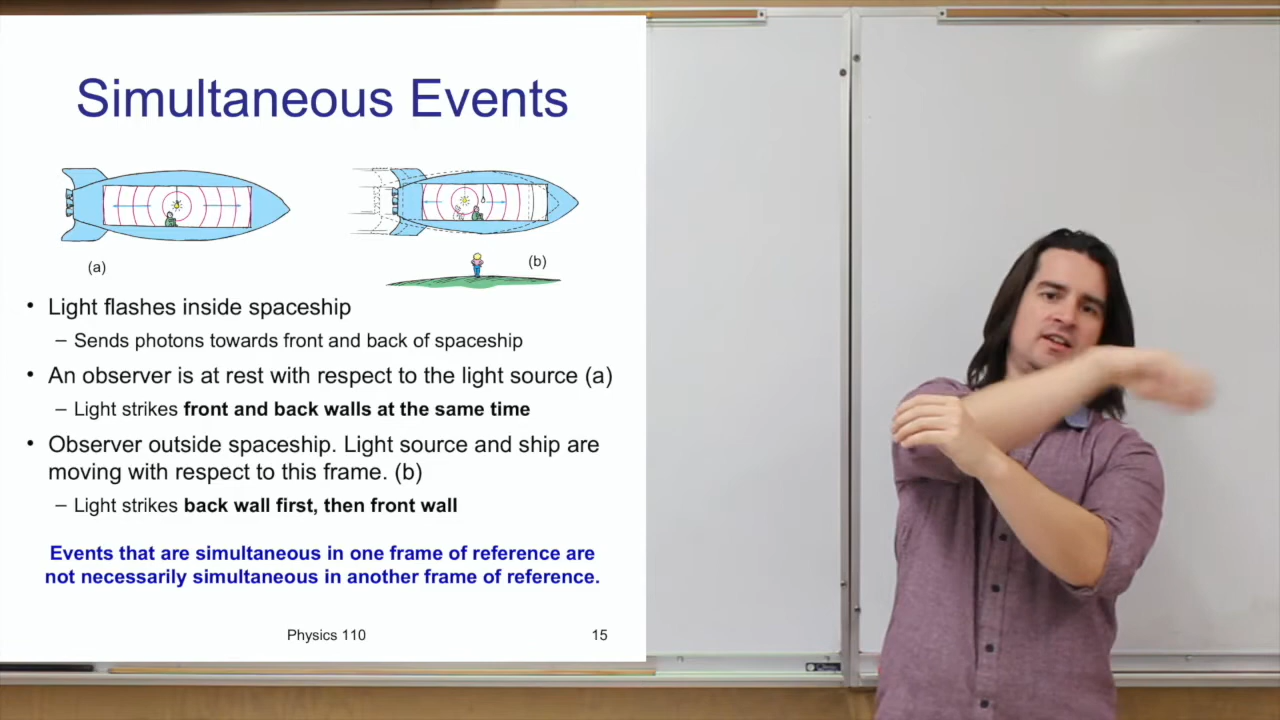 Simultaneous Events
(a)
(b)
• Light flashes inside spaceship
– Sends photons towards front and back of spaceship
• An observer is at rest with respect to the light source (a)
– Light strikes front and back walls at the same time
• Observer outside spaceship. Light source and ship are
moving with respect to this frame. (b)
– Light strikes back wall first, then front wall
Events that are simultaneous in one frame of reference are
not necessarily simultaneous in another frame of reference.
Physics 110
15